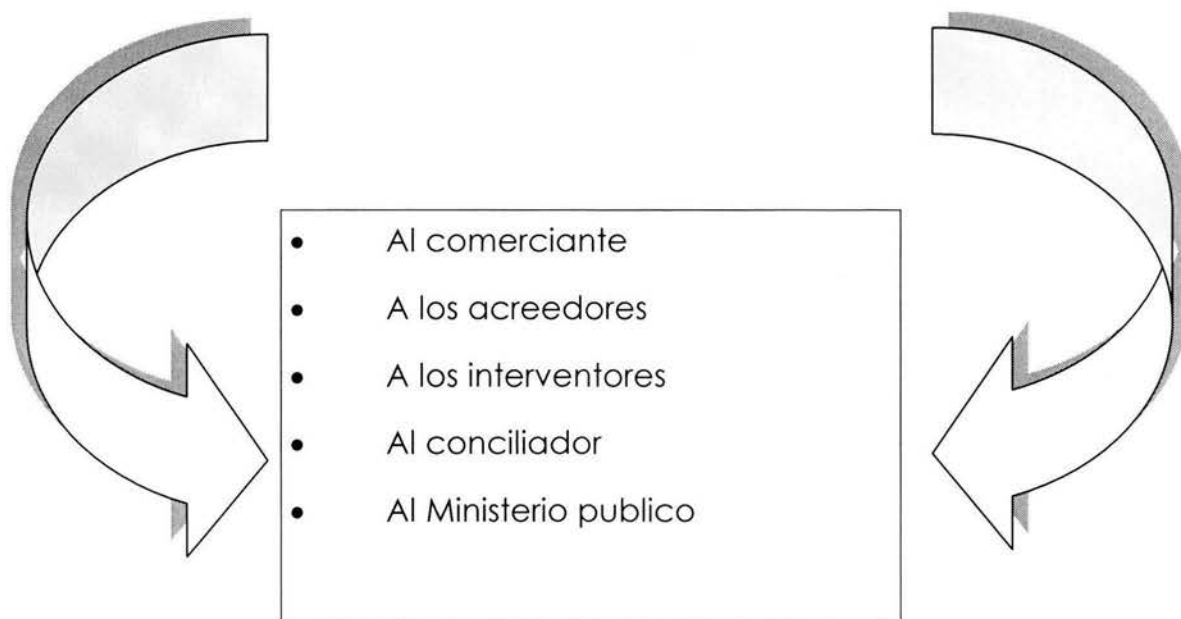 • Al comerciante
• A los acreedores
• A los interventores
• Al conciliador
• Al Ministerio publico